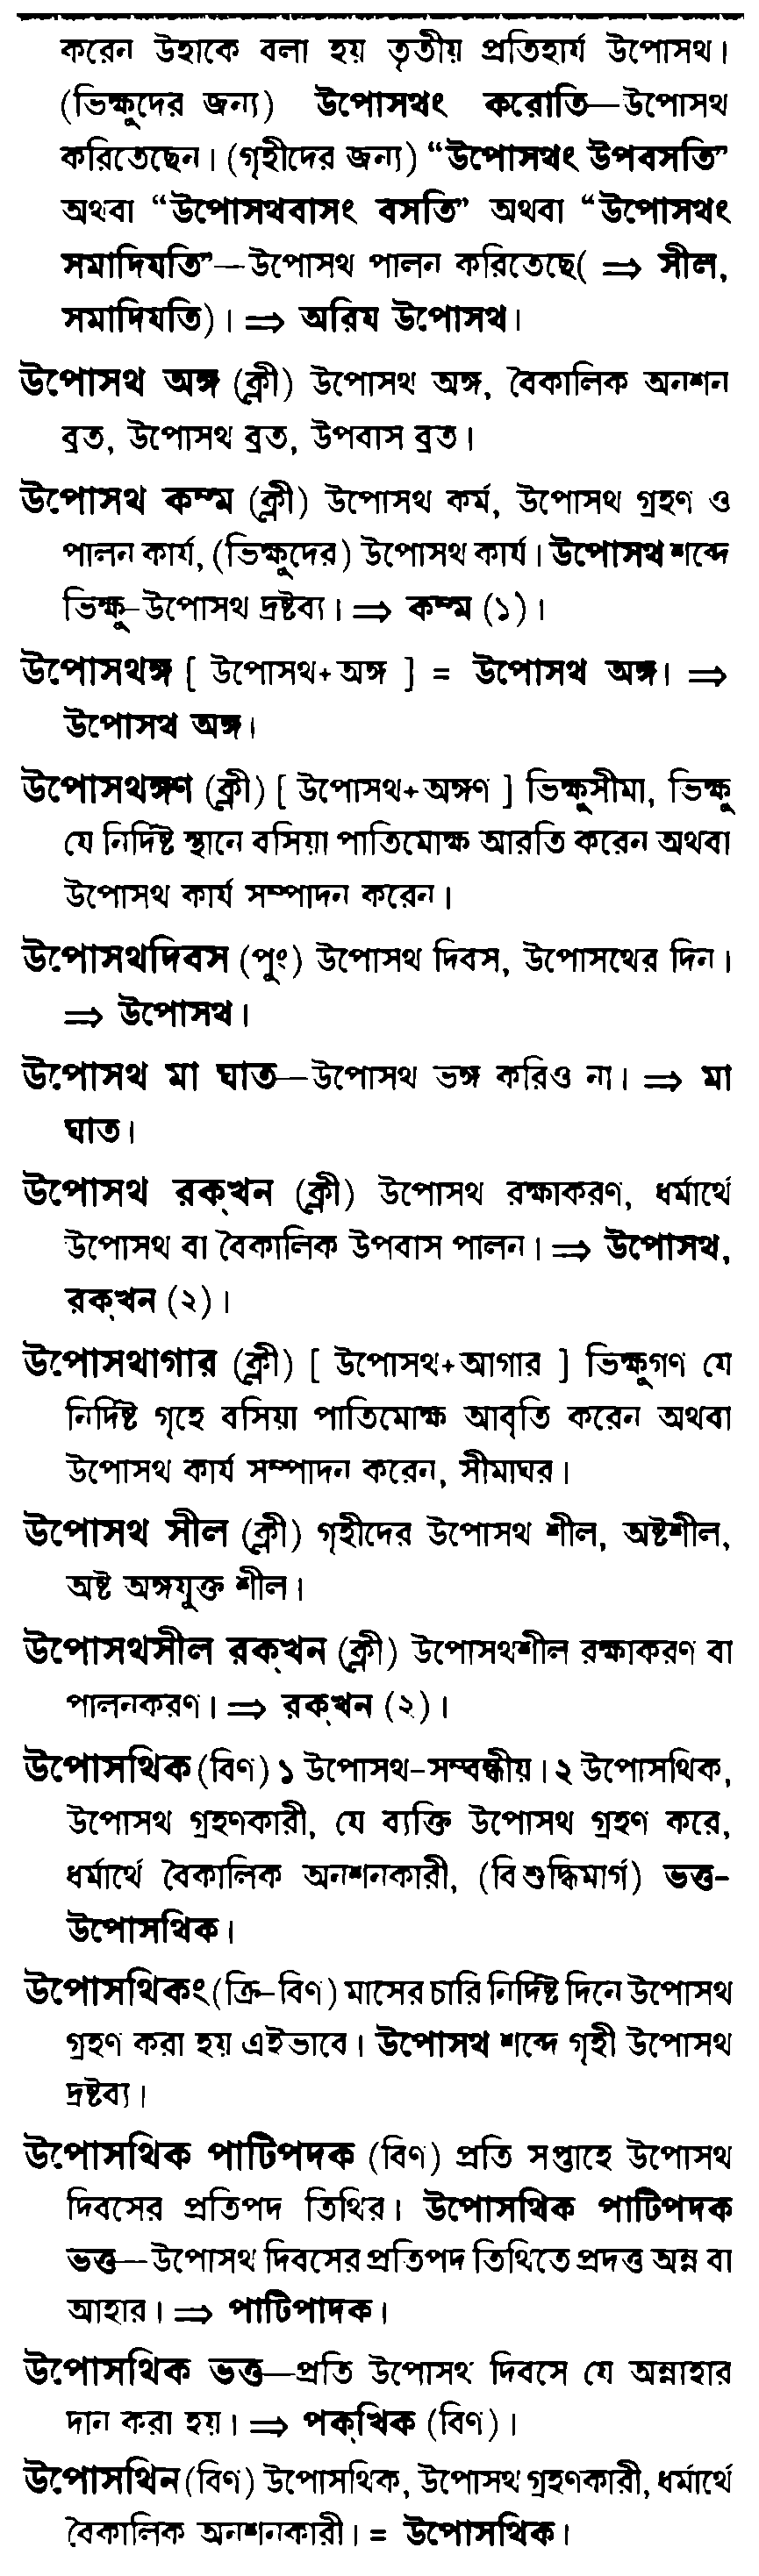 করেন উহাকে বলা হয় তৃতীয় প্রতিহার্য উপোসথ।
(ভিক্ষুদের জন্য) উপোসথং করোতি—উপোসথ
করিতেছেন। (গৃহীদের জন্য) “উপোসথং উপবসতি”
অথবা “উপোসথবাসং বসতি” অথবা “উপোসথং
সমাদিযতি”—উপোসথ পালন করিতেছে( ⇒ সীল,
সমাদিযতি)। ⇒ অরিয উপোসথ।
উপোসথ অঙ্গ (ক্লী) উপোসথ অঙ্গ, বৈকালিক অনশন
ব্রত, উপোসথ ব্রত, উপবাস ব্রত।
উপোসথ কম্ম (ক্লী) উপোসথ কর্ম, উপোসথ গ্রহণ ও
পালন কার্য, (ভিক্ষুদের) উপোসথ কার্য। উপোসথ শব্দে
ভিক্ষু-উপোসথ দ্রষ্টব্য। ⇒ কম্ম (১)।
উপোসথঙ্গ [ উপোসথ+অঙ্গ ] = উপোসথ অঙ্গ। ⇒
উপোসথ অঙ্গ।
উপোসথঙ্গণ (ক্লী) [ উপোসথ+অঙ্গণ ] ভিক্ষুসীমা, ভিক্ষু
যে নির্দিষ্ট স্থানে বসিয়া পাতিমোক্ষ আরতি করেন অথবা
উপোসথ কার্য সম্পাদন করেন।
উপোসথদিবস (পুং) উপোসথ দিবস, উপোসথের দিন।
⇒ উপোসথ।
উপোসথ মা ঘাত—উপোসথ ভঙ্গ করিও না। ⇒ মা
ঘাত।
উপোসথ রক্‌খন (ক্লী) উপোসথ রক্ষাকরণ, ধর্মার্থে
উপোসথ বা বৈকালিক উপবাস পালন। ⇒ উপোসথ,
রক্‌খন (২)।
উপোসথাগার (ক্লী) [ উপোসথ+আগার ] ভিক্ষুগণ যে
নির্দিষ্ট গৃহে বসিয়া পাতিমোক্ষ আবৃতি করেন অথবা
উপোসথ কার্য সম্পাদন করেন, সীমাঘর।
উপোসথ সীল (ক্লী) গৃহীদের উপোসথ শীল, অষ্টশীল,
অষ্ট অঙ্গযুক্ত শীল।
উপোসথসীল রক্‌খন (ক্লী) উপোসথশীল রক্ষাকরণ বা
পালনকরণ। ⇒ রক্‌খন (২)।
উপোসথিক (বিণ) ১ উপোসথ-সম্বন্ধীয়। ২ উপোসথিক,
উপোসথ গ্রহণকারী, যে ব্যক্তি উপোসথ গ্রহণ করে,
ধর্মার্থে বৈকালিক অনশনকারী, (বিশুদ্ধিমার্গ) ভত্ত-
উপোসথিক।
উপোসথিকং (ক্রি-বিণ) মাসের চারি নির্দিষ্ট দিনে উপোসথ
গ্রহণ করা হয় এইভাবে। উপোসথ শব্দে গৃহী উপোসথ
দ্রষ্টব্য।
উপোসথিক পাটিপদক (বিণ) প্রতি সপ্তাহে উপোসথ
দিবসের প্রতিপদ তিথির। উপোসথিক পাটিপদক
ভত্ত—উপোসথ দিবসের প্রতিপদ তিথিতে প্রদত্ত অন্ন বা
আহার। ⇒ পাটিপাদক।
উপোসথিক ভত্ত—প্রতি উপোসথ দিবসে যে অন্নাহার
দান করা হয়। ⇒ পক্‌খিক (বিণ)।
উপোসথিন (বিণ) উপোসথিক, উপোসথ গ্রহণকারী, ধর্মার্থে
বৈকালিক অনশনকারী। = উপোসথিক।